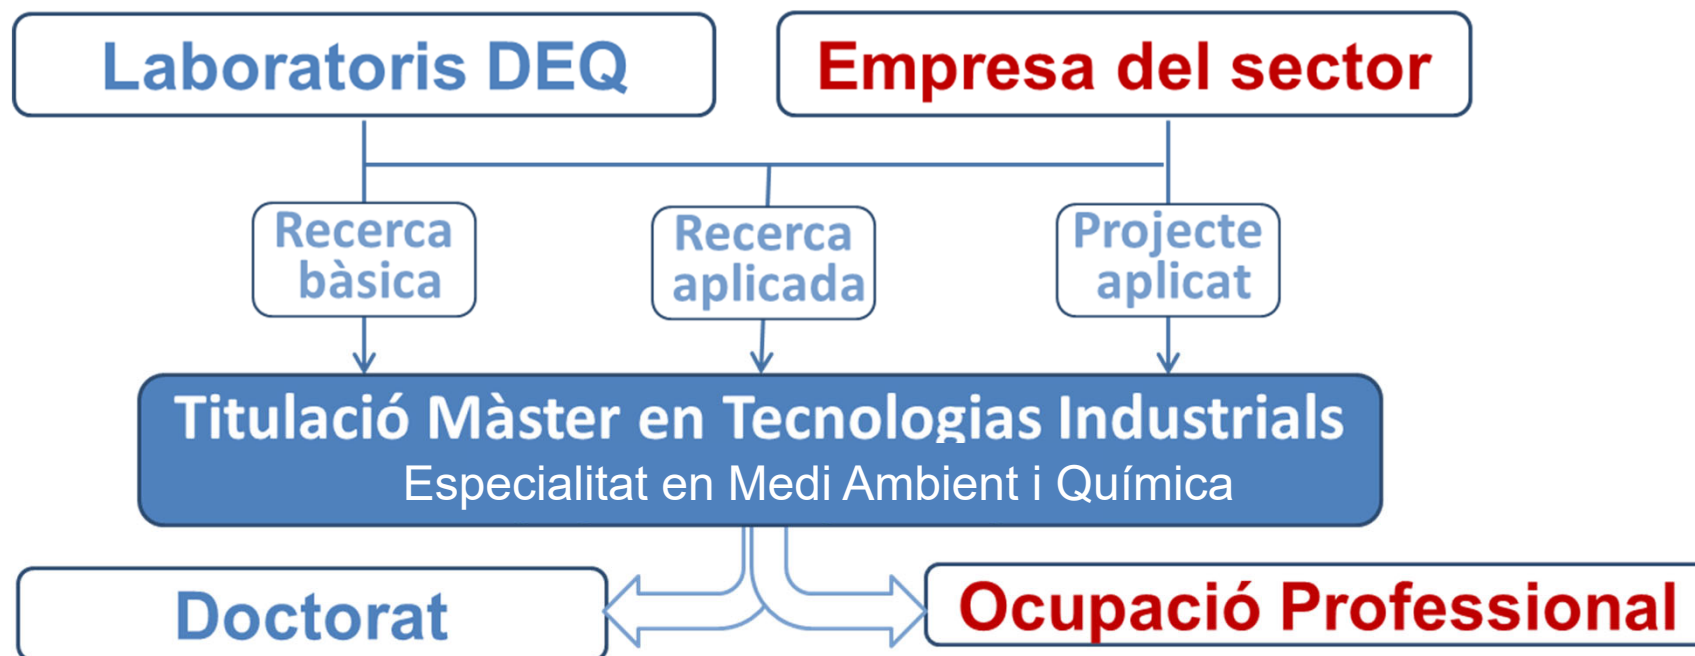 Laboratoris DEQ
Empresa del sector
Recerca
bàsica
Recerca
aplicada
Projecte
aplicat
Titulació Màster en Tecnologias Industrials
Especialitat en Medi Ambient i Química
Doctorat
Ocupació Professional